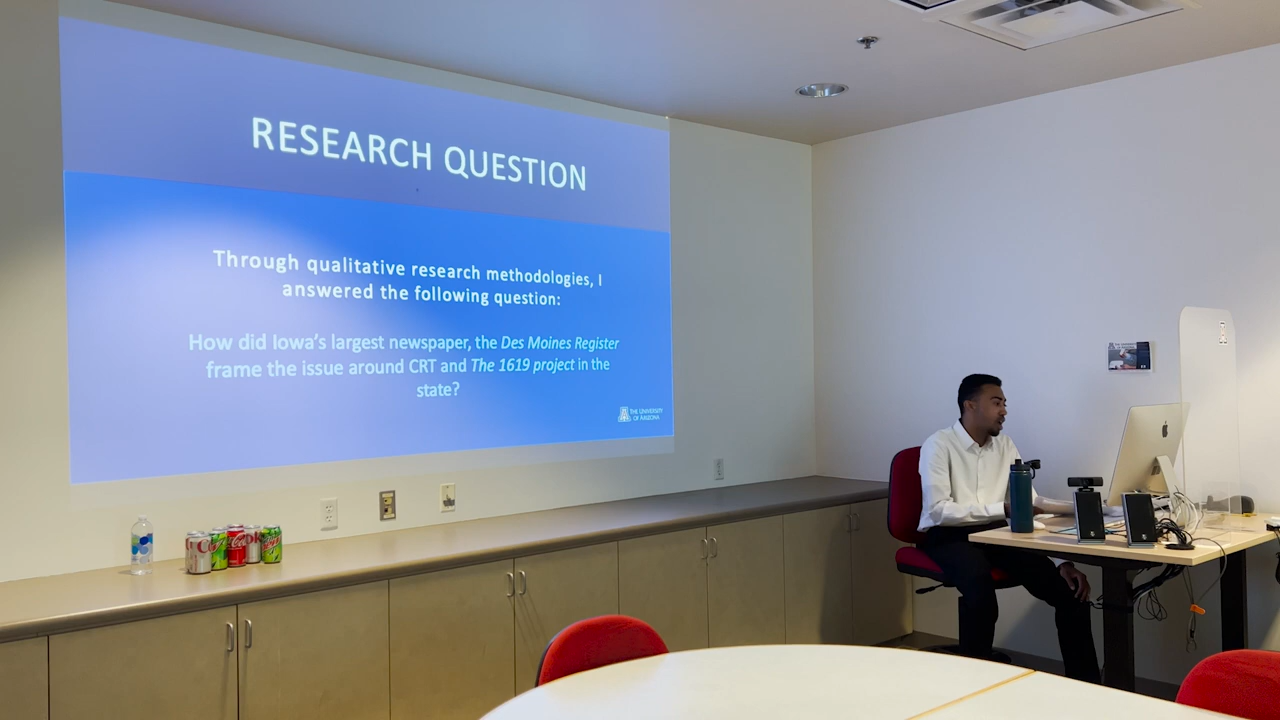 RESEARCH QUESTION
Through qualitative research methodologies, I
answered the following question:
How did Iowa's largest newspaper, the Des Moines Register
frame the issue around CRT and The 1619 project in the
state?
THE UNIVERSITY
OF ARIZONA